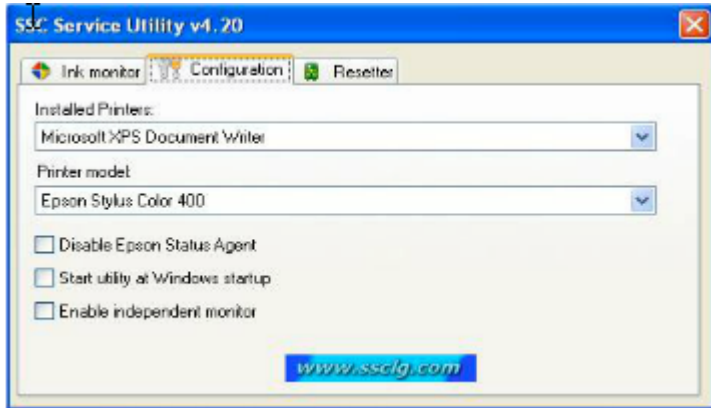 SSC Service Utility v4.20
Ink monitor Configuration Resetter
Installed Printers:
Microsoft XPS Document Writer
Printer model:
Epson Stylus Color 400
Disable Epson Status Agent
Start utility at Windows startup
Enable independent monitor
www.ssclg.com